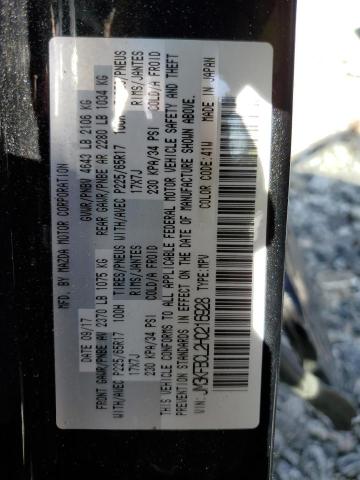 MFD. BY MAZDA MOTOR CORPORATION
GVWR/PNBV 4643 LB 2106 KG
DATE 09/17
FRONT GAWR/PNBE AV 2370 LB 1075 KG REAR GAWR/PNBE AR 2280 LB 1034 KG
WITH/AVEC P225/65R17 100H TIRES/PNEUS WITH/AVEC P225/65R17 100H TIRES/PNEUS
17X7J RIMS/JANTES 17X7J RIMS/JANTES
230 KPA/34 PSI COLD/A FROID 230 KPA/34 PSI COLD/A FROID
THIS VEHICLE CONFORMS TO ALL APPLICABLE FEDERAL MOTOR VEHICLE SAFETY AND THEFT
PREVENTION STANDARDS IN EFFECT ON THE DATE OF MANUFACTURE SHOWN ABOVE.
VIN: TYPE: MPV COLOR CODE: 41W MADE IN JAPAN